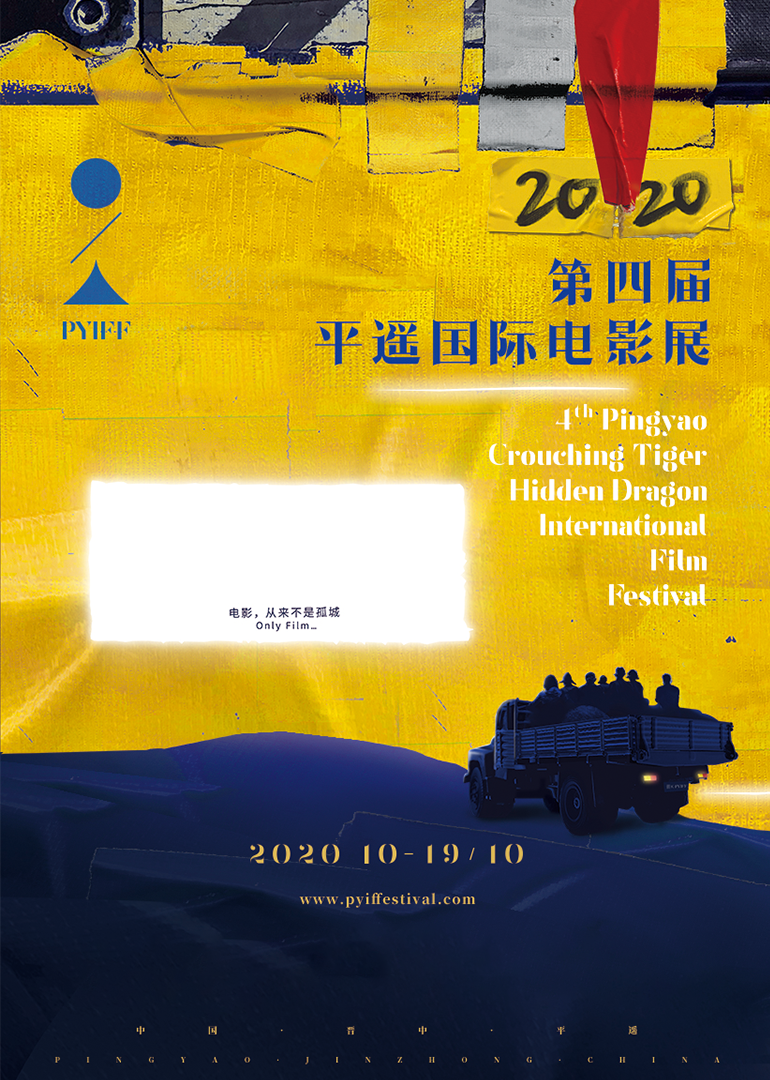 2020
PYIFF
第四届
平遥国际电影展
4th Pingyao
Crouching Tiger
Hidden Dragon
International
Film
Festival
电影，从来不是孤城
Only Film…
2020 10-19/10
www.pyiffestival.com
中国·晋中·平遥
PINGYAO·JINZHONG·CHINA